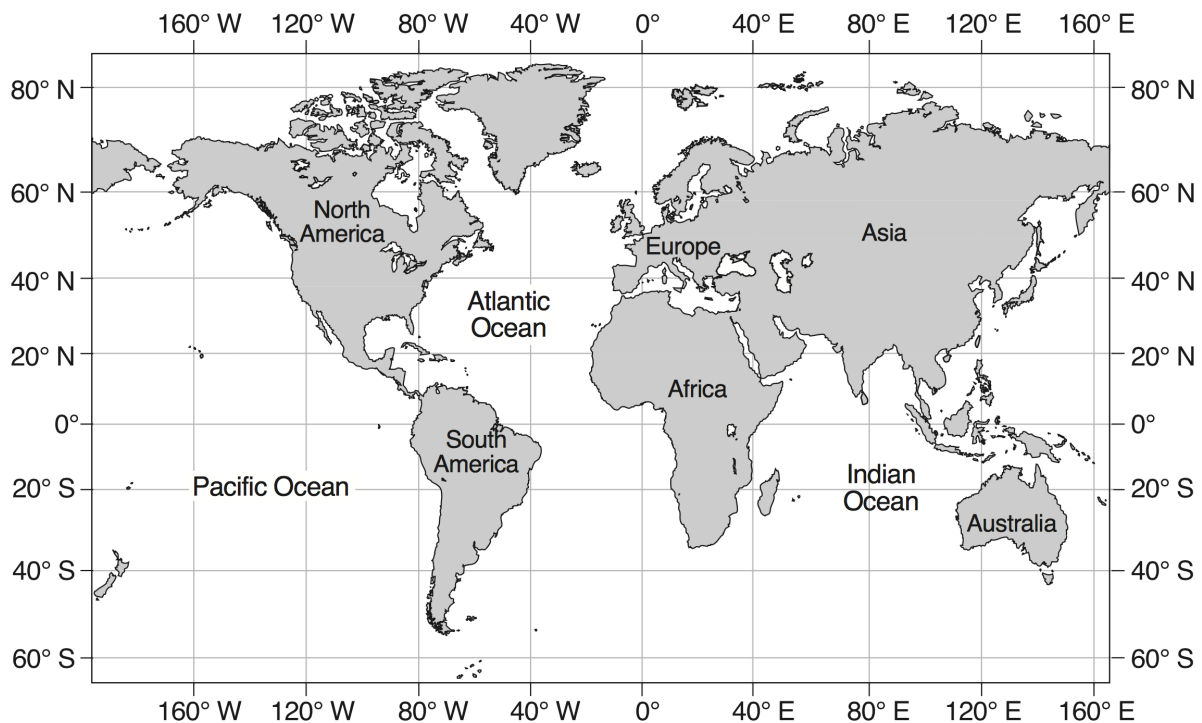 160° W 120° W 80° W 40° W 0° 40° E 80° E 120° E 160° E
80° N 80° N
60° N 60° N
North
America
Asia
Europe
40° N 40° N
Atlantic
Ocean
20° N 20° N
Africa
0° 0°
South
America
Indian
Ocean
Pacific Ocean
20° S 20° S
Australia
40° S 40° S
60° S 60° S
160° W 120° W 80° W 40° W 0° 40° E 80° E 120° E 160° E